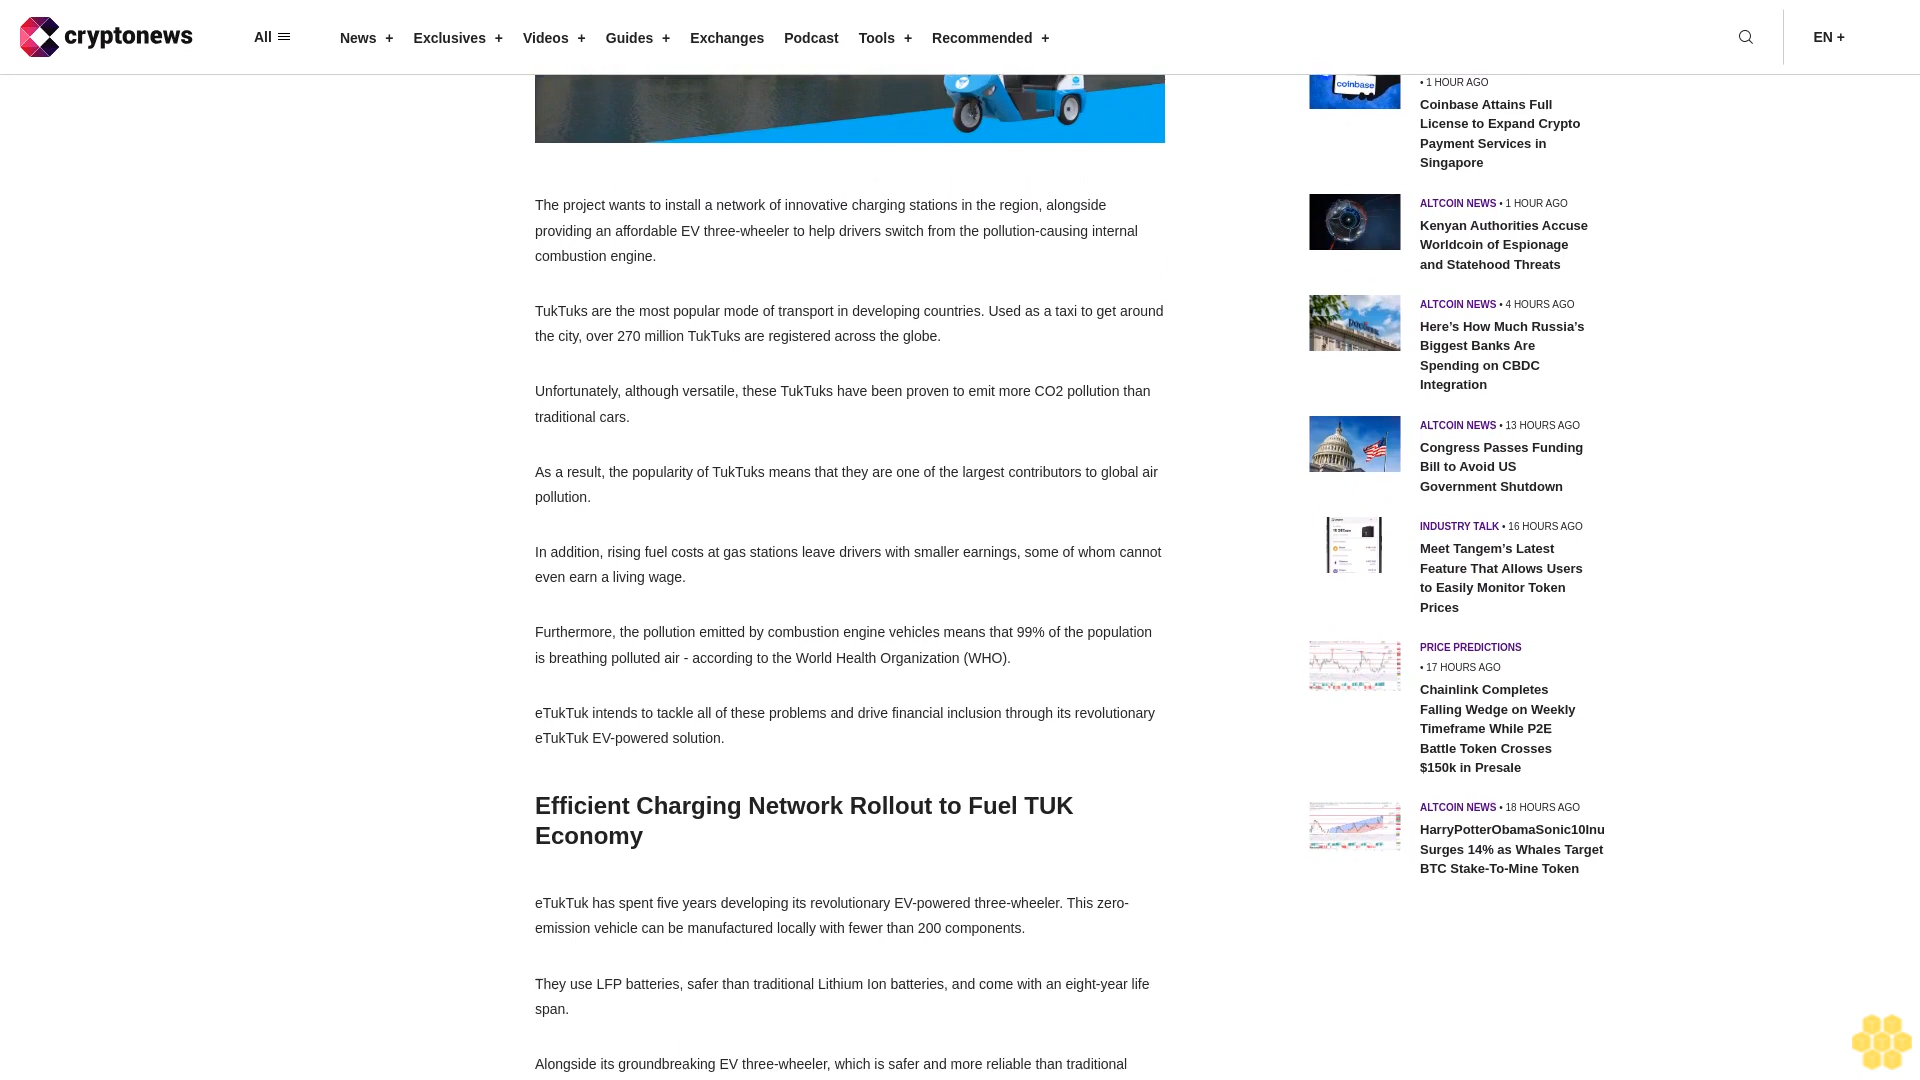 cryptonews
All
News +
Exclusives +
Videos +
Guides +
Exchanges
Podcast
Tools +
Recommended +
EN +
The project wants to install a network of innovative charging stations in the region, alongside
providing an affordable EV three-wheeler to help drivers switch from the pollution-causing internal
combustion engine.
TukTuks are the most popular mode of transport in developing countries. Used as a taxi to get around
the city, over 270 million TukTuks are registered across the globe.
Unfortunately, although versatile, these TukTuks have been proven to emit more CO2 pollution than
traditional cars.
As a result, the popularity of TukTuks means that they are one of the largest contributors to global air
pollution.
In addition, rising fuel costs at gas stations leave drivers with smaller earnings, some of whom cannot
even earn a living wage.
Furthermore, the pollution emitted by combustion engine vehicles means that 99% of the population
is breathing polluted air - according to the World Health Organization (WHO).
eTukTuk intends to tackle all of these problems and drive financial inclusion through its revolutionary
eTukTuk EV-powered solution.
Efficient Charging Network Rollout to Fuel TUK
Economy
eTukTuk has spent five years developing its revolutionary EV-powered three-wheeler. This zero-
emission vehicle can be manufactured locally with fewer than 200 components.
They use LFP batteries, safer than traditional Lithium Ion batteries, and come with an eight-year life
span.
Alongside its groundbreaking EV three-wheeler, which is safer and more reliable than traditional
coinbase
• 1 HOUR AGO
Coinbase Attains Full
License to Expand Crypto
Payment Services in
Singapore
ALTCOIN NEWS • 1 HOUR AGO
Kenyan Authorities Accuse
Worldcoin of Espionage
and Statehood Threats
ALTCOIN NEWS • 4 HOURS AGO
Here’s How Much Russia’s
Biggest Banks Are
Spending on CBDC
Integration
ALTCOIN NEWS • 13 HOURS AGO
Congress Passes Funding
Bill to Avoid US
Government Shutdown
INDUSTRY TALK • 16 HOURS AGO
Meet Tangem’s Latest
Feature That Allows Users
to Easily Monitor Token
Prices
PRICE PREDICTIONS
• 17 HOURS AGO
Chainlink Completes
Falling Wedge on Weekly
Timeframe While P2E
Battle Token Crosses
$150k in Presale
ALTCOIN NEWS • 18 HOURS AGO
HarryPotterObamaSonic10Inu
Surges 14% as Whales Target
BTC Stake-To-Mine Token